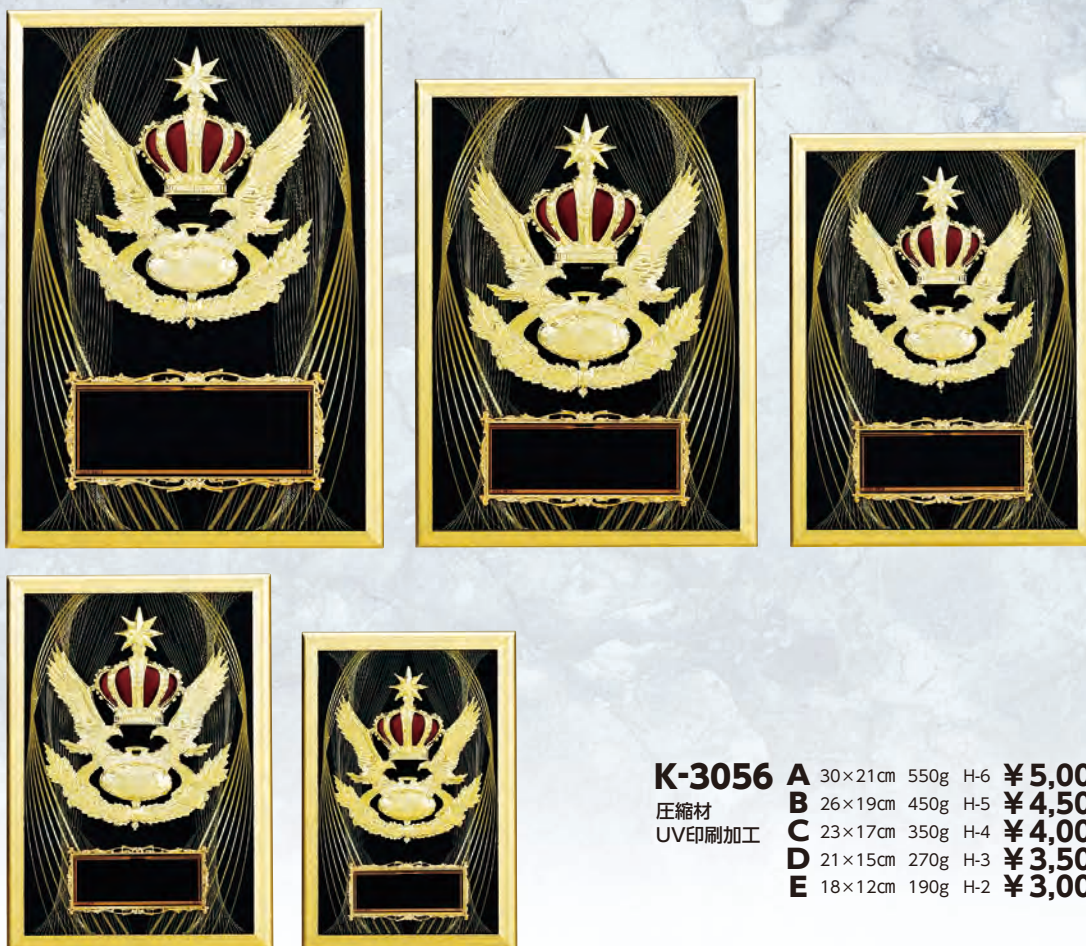 K-3056 A 30×21㎝ 550g H-6 ¥5,00
圧縮材 B 26×19㎝ 450g H-5 ¥4,50
UV印刷加工 C 23×17㎝ 350g H-4 ¥4,00
D 21×15㎝ 270g H-3 ¥3,50
E 18×12㎝ 190g H-2 ¥3,00